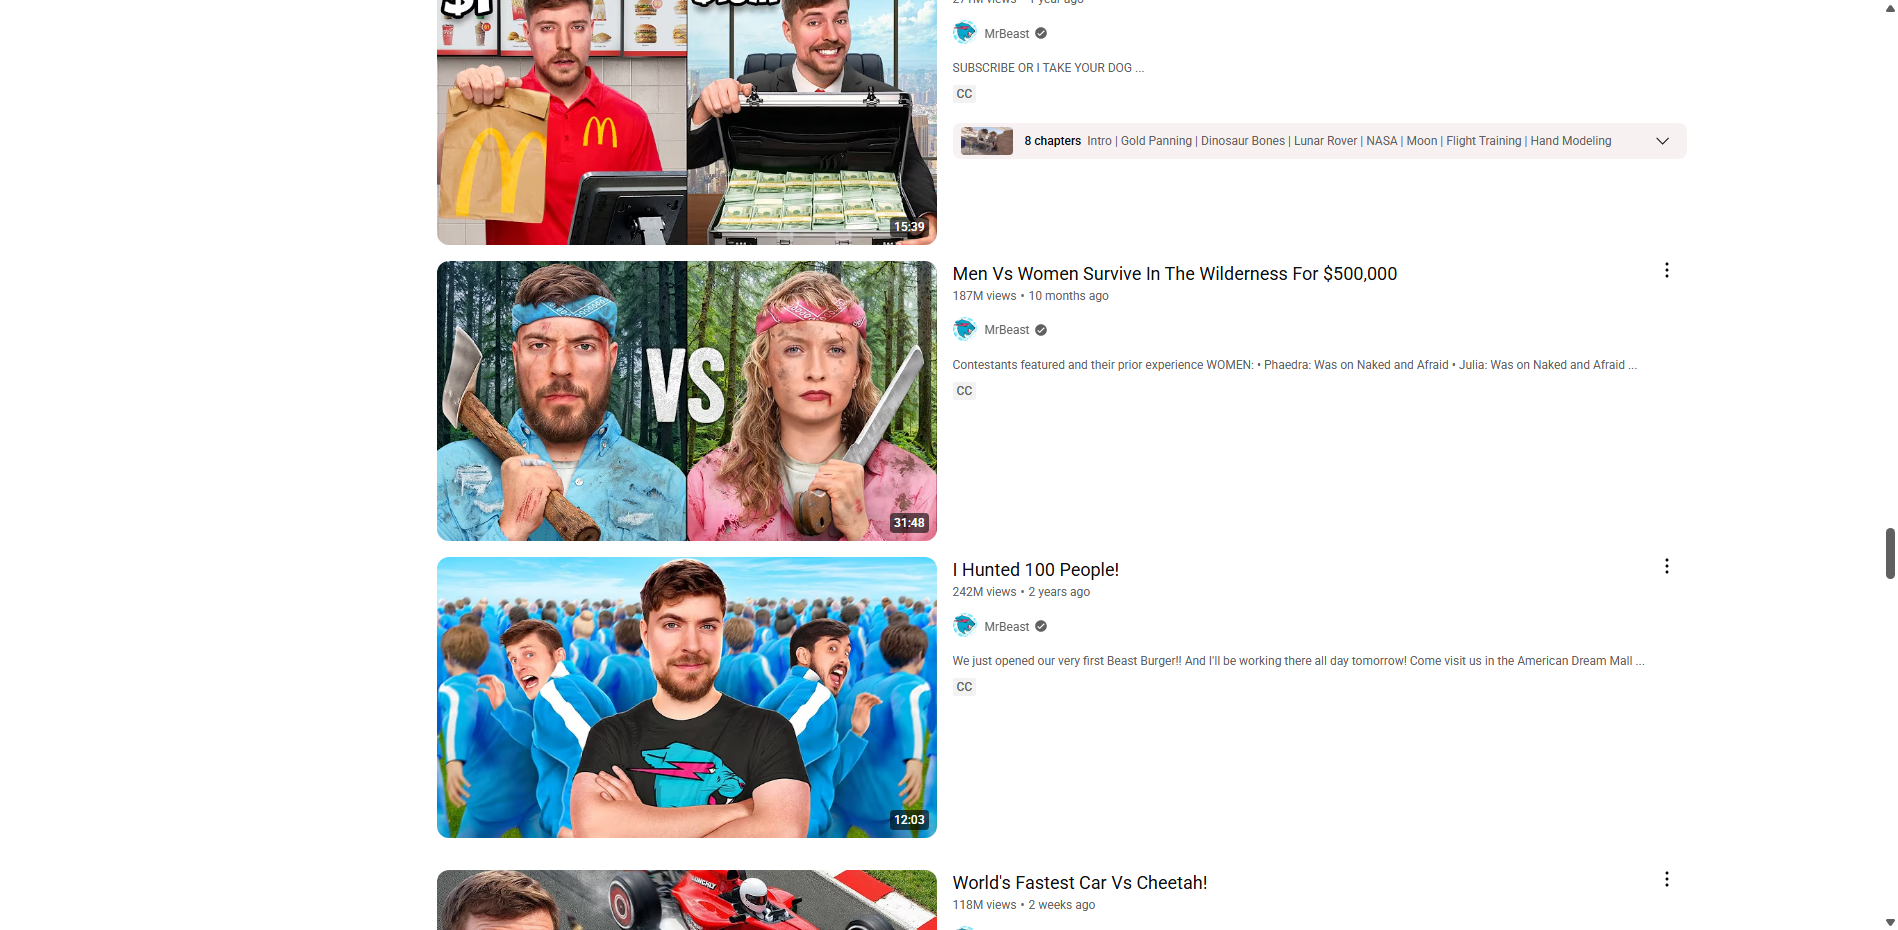 $1
271M views • 1 year ago
MrBeast
SUBSCRIBE OR I TAKE YOUR DOG ...
CC
8 chapters Intro | Gold Panning | Dinosaur Bones | Lunar Rover | NASA | Moon | Flight Training | Hand Modeling
15:39
Men Vs Women Survive In The Wilderness For $500,000
187M views • 10 months ago
MrBeast
VS
Contestants featured and their prior experience WOMEN: • Phaedra: Was on Naked and Afraid • Julia: Was on Naked and Afraid ...
CC
31:48
I Hunted 100 People!
242M views • 2 years ago
MrBeast
We just opened our very first Beast Burger!! And I'll be working there all day tomorrow! Come visit us in the American Dream Mall ...
CC
12:03
World's Fastest Car Vs Cheetah!
118M views • 2 weeks ago